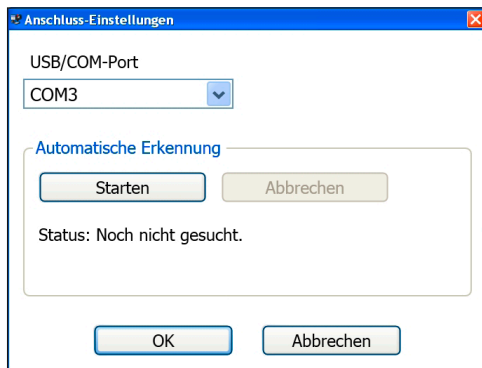 Anschluss-Einstellungen
USB/COM-Port
COM3
Automatische Erkennung
Starten
Abbrechen
Status: Noch nicht gesucht.
OK
Abbrechen